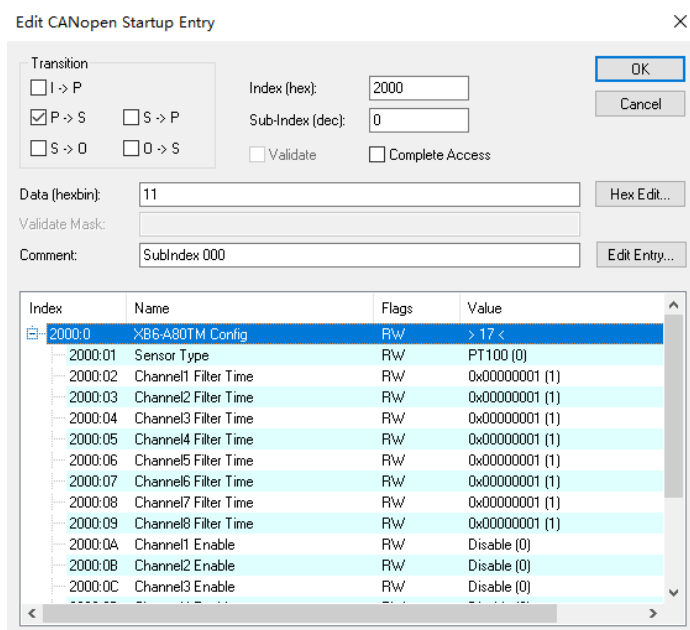 Edit CANopen Startup Entry
Transition
I -> P
P -> S
S -> P
S -> O
O -> S
Index (hex): 2000
Sub-Index (dec): 0
Validate
Complete Access
OK
Cancel
Data (hexbin): 11
Hex Edit...
Validate Mask:
Comment: SubIndex 000
Edit Entry...
Index Name Flags Value
2000:0 XB6-A80TM Config RW > 17 <
2000:01 Sensor Type RW PT100 (0)
2000:02 Channel1 Filter Time RW 0x00000001 (1)
2000:03 Channel2 Filter Time RW 0x00000001 (1)
2000:04 Channel3 Filter Time RW 0x00000001 (1)
2000:05 Channel4 Filter Time RW 0x00000001 (1)
2000:06 Channel5 Filter Time RW 0x00000001 (1)
2000:07 Channel6 Filter Time RW 0x00000001 (1)
2000:08 Channel7 Filter Time RW 0x00000001 (1)
2000:09 Channel8 Filter Time RW 0x00000001 (1)
2000:0A Channel1 Enable RW Disable (0)
2000:0B Channel2 Enable RW Disable (0)
2000:0C Channel3 Enable RW Disable (0)